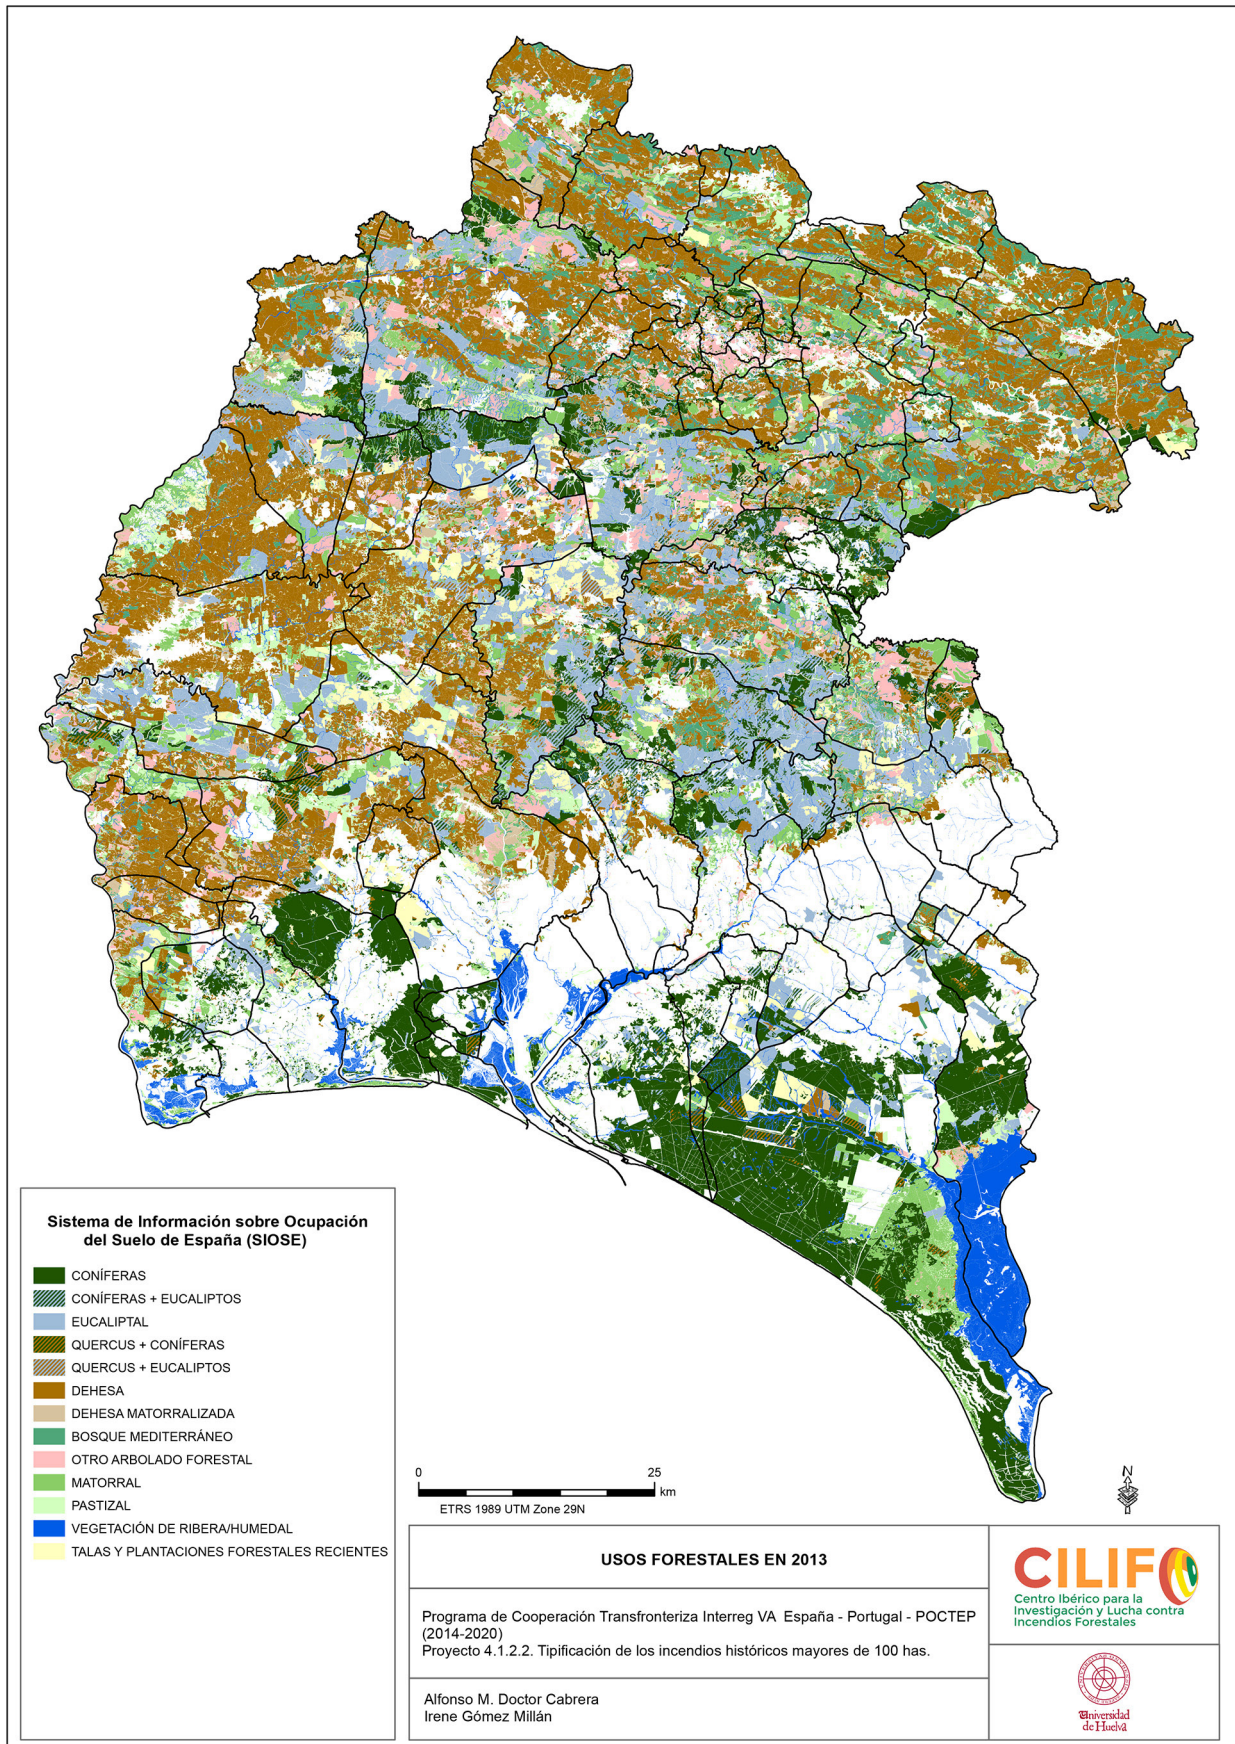 Sistema de Información sobre Ocupación
del Suelo de España (SIOSE)
CONÍFERAS
CONÍFERAS + EUCALIPTOS
EUCALIPTAL
QUERCUS + CONÍFERAS
QUERCUS + EUCALIPTOS
DEHESA
DEHESA MATORRALIZADA
BOSQUE MEDITERRÁNEO
OTRO ARBOLADO FORESTAL
MATORRAL
PASTIZAL
VEGETACIÓN DE RIBERA/HUMEDAL
TALAS Y PLANTACIONES FORESTALES RECIENTES
0 25
km
ETRS 1989 UTM Zone 29N
N
USOS FORESTALES EN 2013
Programa de Cooperación Transfronteriza Interreg VA España - Portugal - POCTEP
(2014-2020)
Proyecto 4.1.2.2. Tipificación de los incendios históricos mayores de 100 has.
Alfonso M. Doctor Cabrera
Irene Gómez Millán
CILIFO
Centro Ibérico para la
Investigación y Lucha contra
Incendios Forestales
Universidad
de Huelva